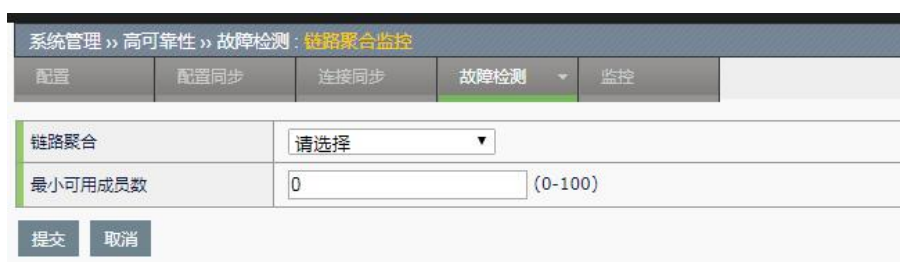 系统管理 ›› 高可靠性 ›› 故障检测 : 链路聚合监控
配置 配置同步 连接同步 故障检测 监控
链路聚合 请选择
最小可用成员数 0 (0-100)
提交 取消